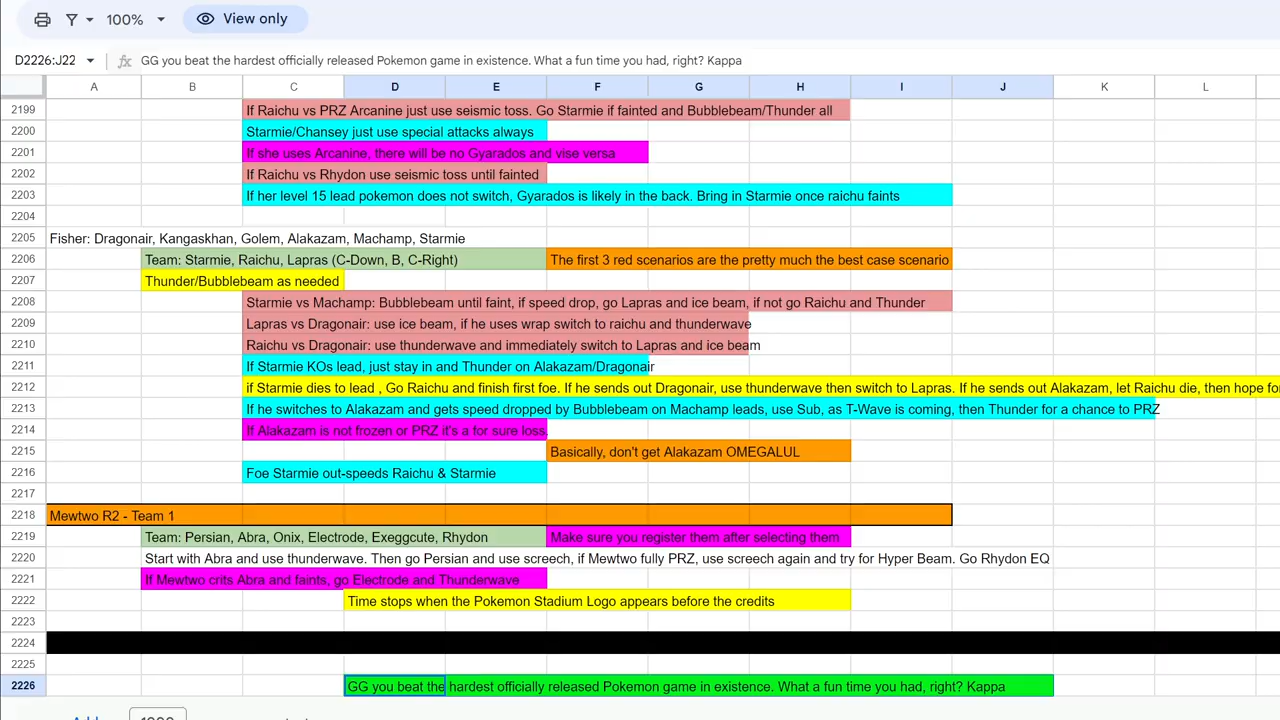 100%
View only
D2226:J22
fx
GG you beat the hardest officially released Pokemon game in existence. What a fun time you had, right? Kappa
A B C D E F G H I J K L
2199 If Raichu vs PRZ Arcanine just use seismic toss. Go Starmie if fainted and Bubblebeam/Thunder all
2200 Starmie/Chansey just use special attacks always
2201 If she uses Arcanine, there will be no Gyarados and vise versa
2202 If Raichu vs Rhydon use seismic toss until fainted
2203 If her level 15 lead pokemon does not switch, Gyarados is likely in the back. Bring in Starmie once raichu faints
2204
2205 Fisher: Dragonair, Kangaskhan, Golem, Alakazam, Machamp, Starmie
2206 Team: Starmie, Raichu, Lapras (C-Down, B, C-Right) The first 3 red scenarios are the pretty much the best case scenario
2207 Thunder/Bubblebeam as needed
2208 Starmie vs Machamp: Bubblebeam until faint, if speed drop, go Lapras and ice beam, if not go Raichu and Thunder
2209 Lapras vs Dragonair: use ice beam, if he uses wrap switch to raichu and thunderwave
2210 Raichu vs Dragonair: use thunderwave and immediately switch to Lapras and ice beam
2211 If Starmie KOs lead, just stay in and Thunder on Alakazam/Dragonair
2212 if Starmie dies to lead , Go Raichu and finish first foe. If he sends out Dragonair, use thunderwave then switch to Lapras. If he sends out Alakazam, let Raichu die, then hope fo
2213 If he switches to Alakazam and gets speed dropped by Bubblebeam on Machamp leads, use Sub, as T-Wave is coming, then Thunder for a chance to PRZ
2214 If Alakazam is not frozen or PRZ it's a for sure loss
2215 Basically, don't get Alakazam OMEGALUL
2216 Foe Starmie out-speeds Raichu & Starmie
2217
2218 Mewtwo R2 - Team 1
2219 Team: Persian, Abra, Onix, Electrode, Exeggcute, Rhydon Make sure you register them after selecting them
2220 Start with Abra and use thunderwave. Then go Persian and use screech, if Mewtwo fully PRZ, use screech again and try for Hyper Beam. Go Rhydon EQ
2221 If Mewtwo crits Abra and faints, go Electrode and Thunderwave
2222 Time stops when the Pokemon Stadium Logo appears before the credits
2223
2224
2225
2226 GG you beat the hardest officially released Pokemon game in existence. What a fun time you had, right? Kappa